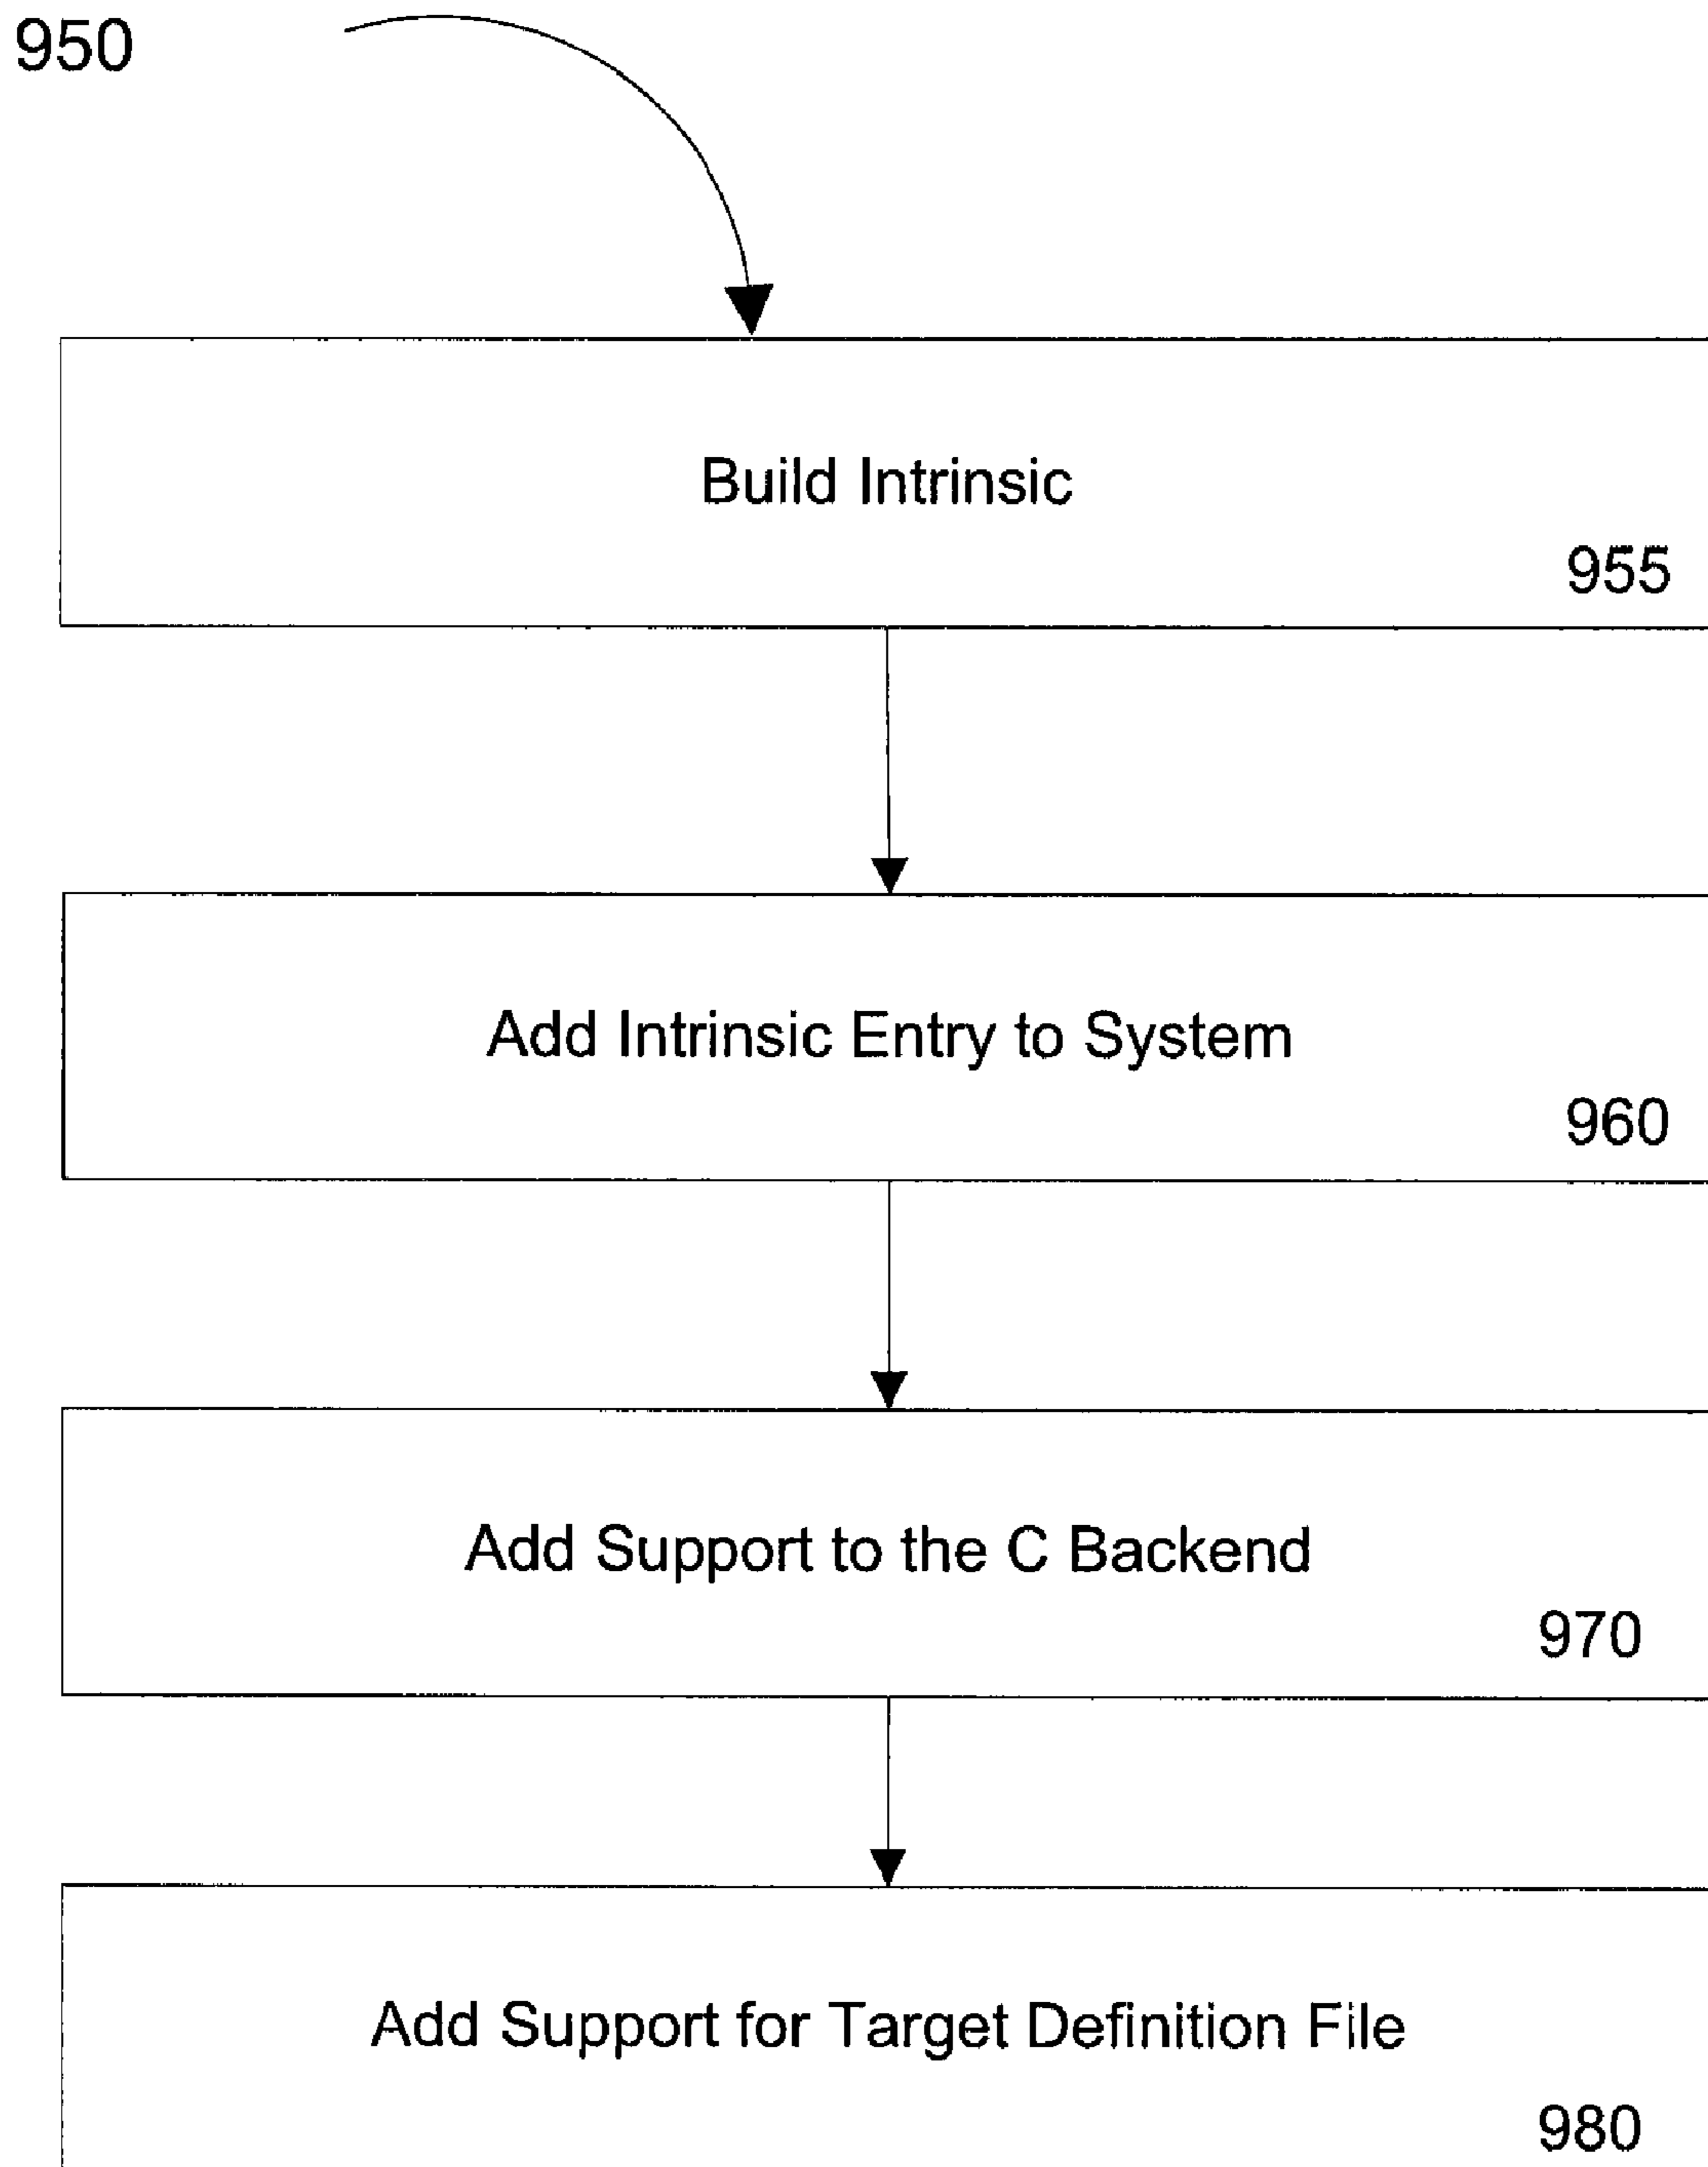 950
Build Intrinsic
955
Add Intrinsic Entry to System
960
Add Support to the C Backend
970
Add Support for Target Definition File
980